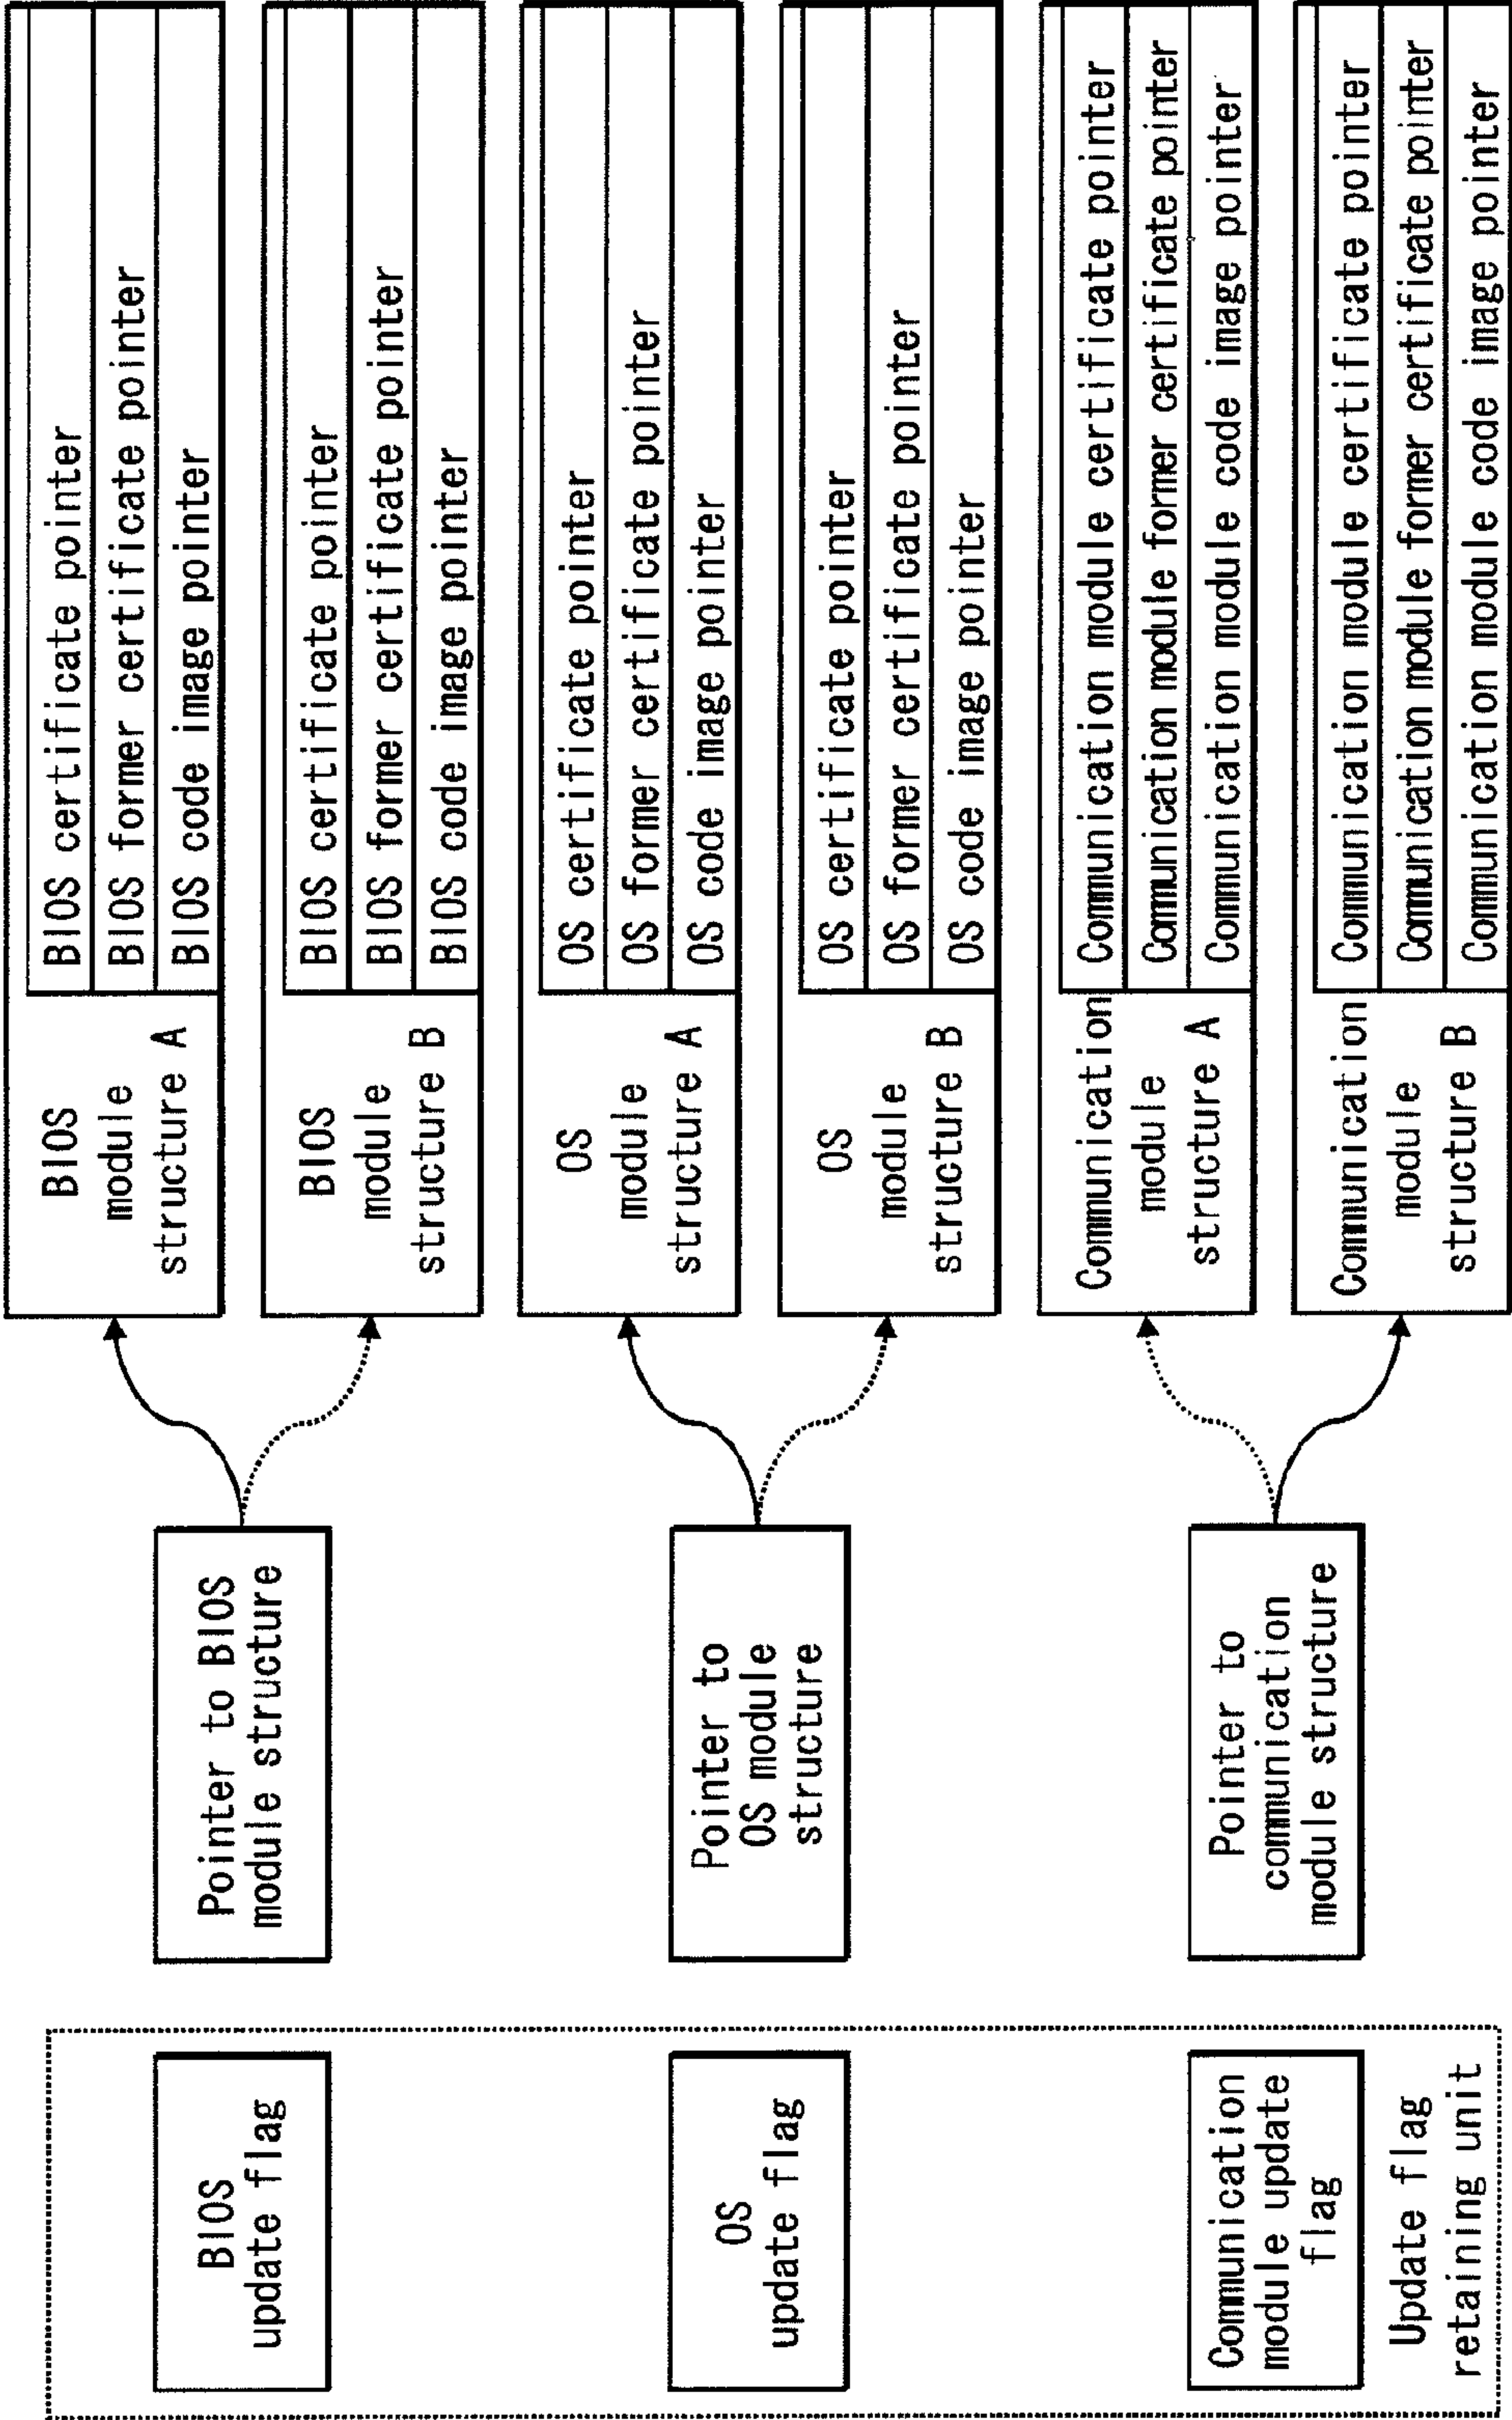 BIOS
update flag
OS
update flag
Communication
module update
flag
Update flag
retaining unit
Pointer to BIOS
module structure
Pointer to
OS module
structure
Pointer to
communication
module structure
BIOS
module
structure A
BIOS certificate pointer
BIOS former certificate pointer
BIOS code image pointer
BIOS
module
structure B
BIOS certificate pointer
BIOS former certificate pointer
BIOS code image pointer
OS
module
structure A
OS certificate pointer
OS former certificate pointer
OS code image pointer
OS
module
structure B
OS certificate pointer
OS former certificate pointer
OS code image pointer
Communication
module
structure A
Communication module certificate pointer
Communication module former certificate pointer
Communication module code image pointer
Communication
module
structure B
Communication module certificate pointer
Communication module former certificate pointer
Communication module code image pointer